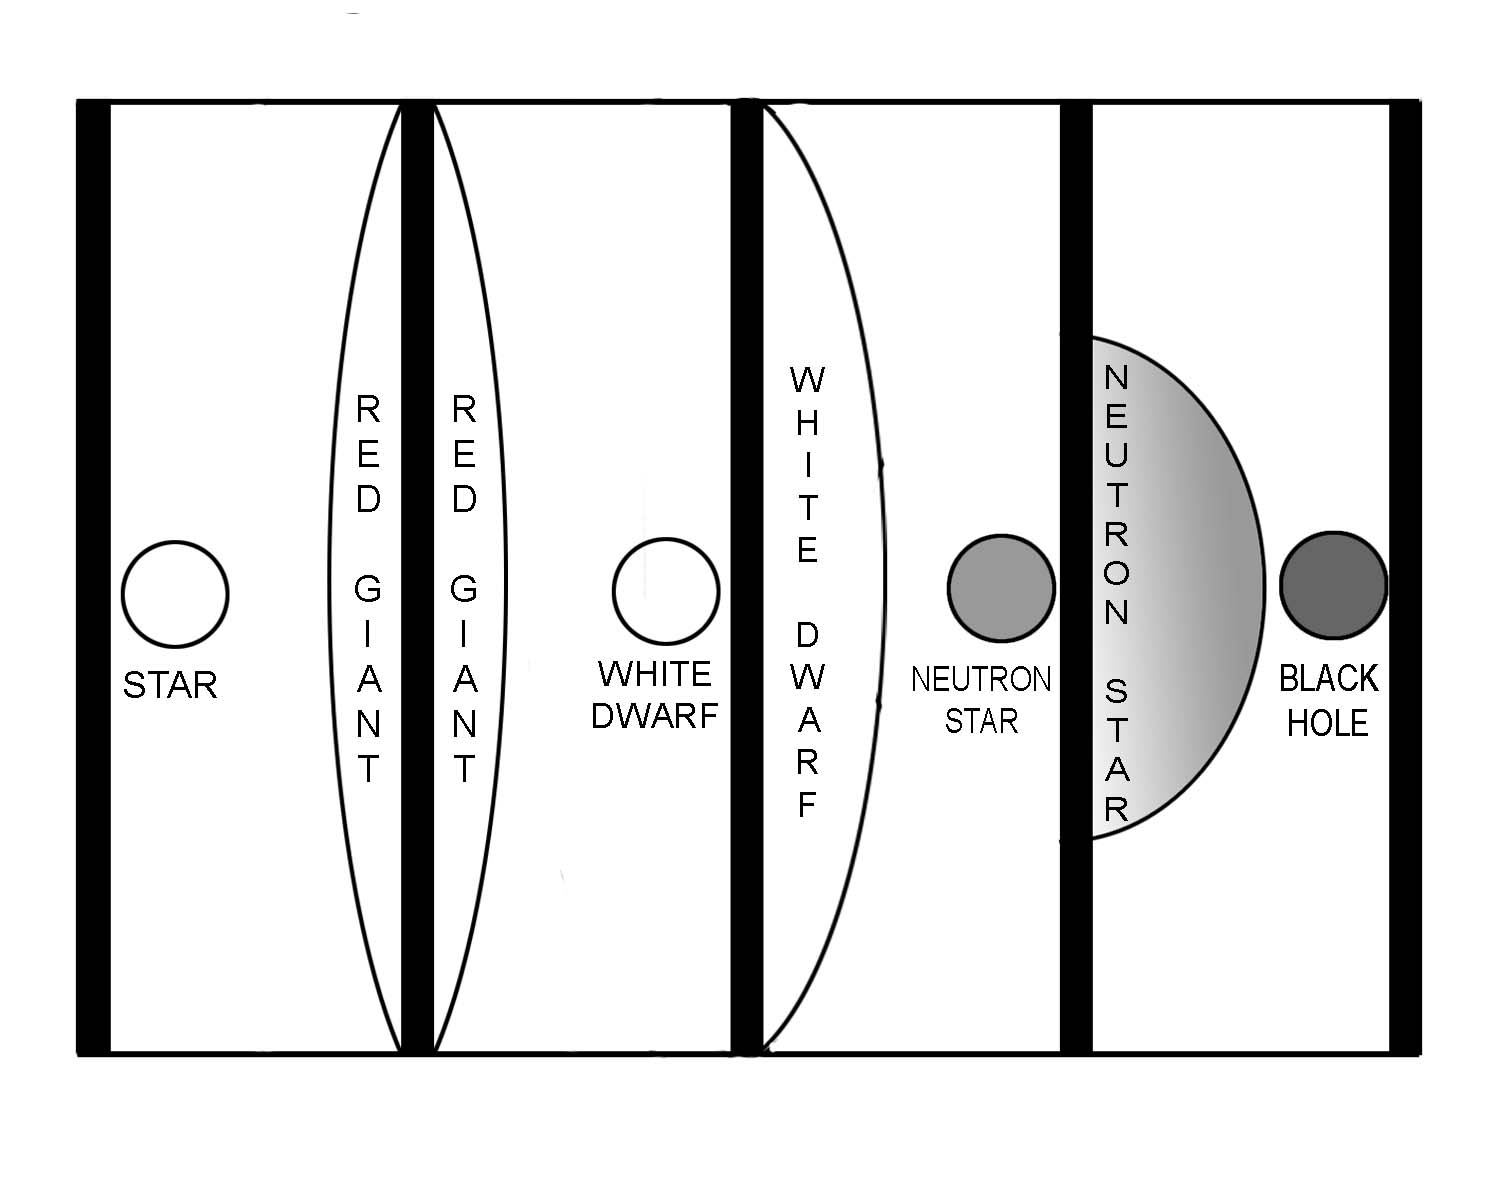 STAR
RED GIANT
RED GIANT
WHITE
DWARF
WHITE DWARF
NEUTRON
STAR
NEUTRON STAR
BLACK
HOLE